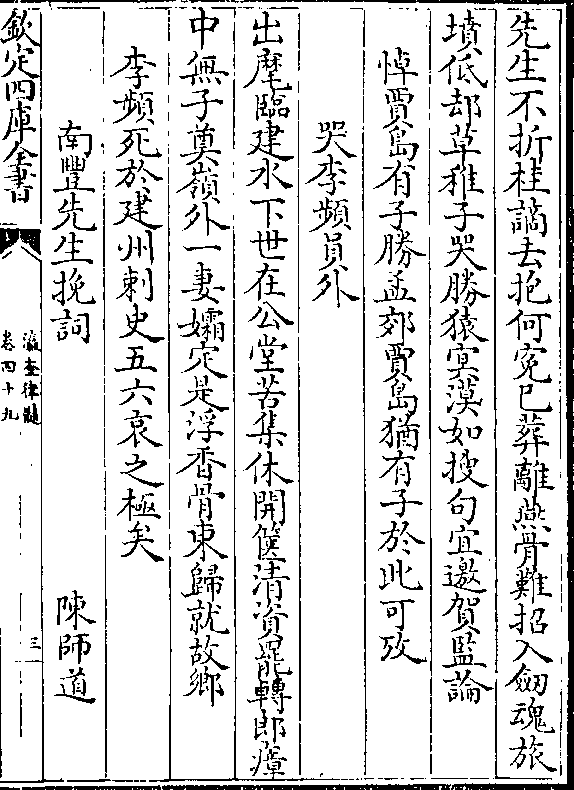 先生不折桂謫去抱何寃已葬離燕骨難招入劒魂旅
墳低却草稚子哭勝猿寞漠如搜句宜邀賀監論
悼賈島有子勝孟郊賈島猶有子於此可攷
哭李頻員外
出麾臨建水下世在公堂苦集休開篋清資罷轉郎瘴
中無子奠嶺外一妻孀定是浮香骨東歸就故鄉
李頻死於建州刺史五六哀之極矣
南豐先生挽詞 陳師道
欽定四庫全書
瀛奎律髓
卷四十九
三